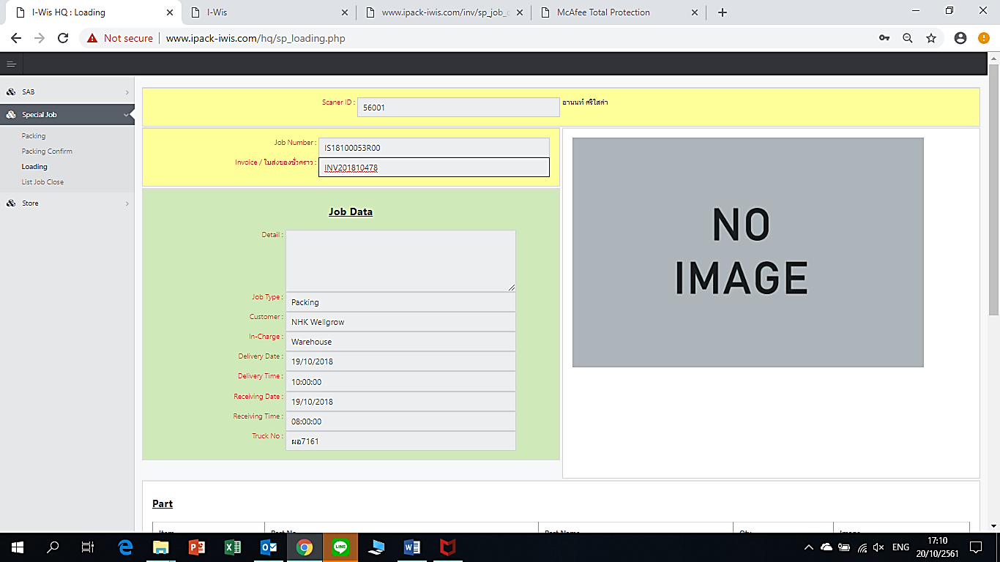 I-Wis HQ : Loading
I-Wis
www.ipack-iwis.com/inv/sp_job_
McAfee Total Protection
Not secure www.ipack-iwis.com/hq/sp_loading.php
SAB
Special Job
Packing
Packing Confirm
Loading
List Job Close
Store
Scaner ID : 56001 อานนท์ ศรีใสคำ
Job Number : IS18100053R00
Invoice / ใบส่งของชั่วคราว : INV201810478
Job Data
Detail :
Job Type : Packing
Customer : NHK Wellgrow
In-Charge : Warehouse
Delivery Date : 19/10/2018
Delivery Time : 10:00:00
Receiving Date : 19/10/2018
Receiving Time : 08:00:00
Truck No : ผอ7161
NO
IMAGE
Part
Item Part No Part Name Qty Image
LINE
ENG
17:10
20/10/2561